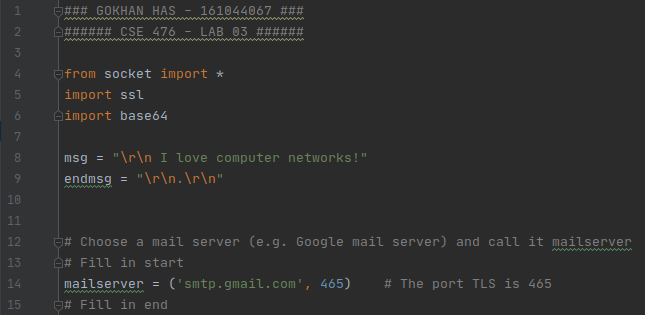 1 ### GOKHAN HAS - 161044067 ###
2 ###### CSE 476 - LAB 03 ######
3
4 from socket import *
5 import ssl
6 import base64
7
8 msg = "\r\n I love computer networks!"
9 endmsg = "\r\n.\r\n"
10
11
12 # Choose a mail server (e.g. Google mail server) and call it mailserver
13 # Fill in start
14 mailserver = ('smtp.gmail.com', 465)    # The port TLS is 465
15 # Fill in end